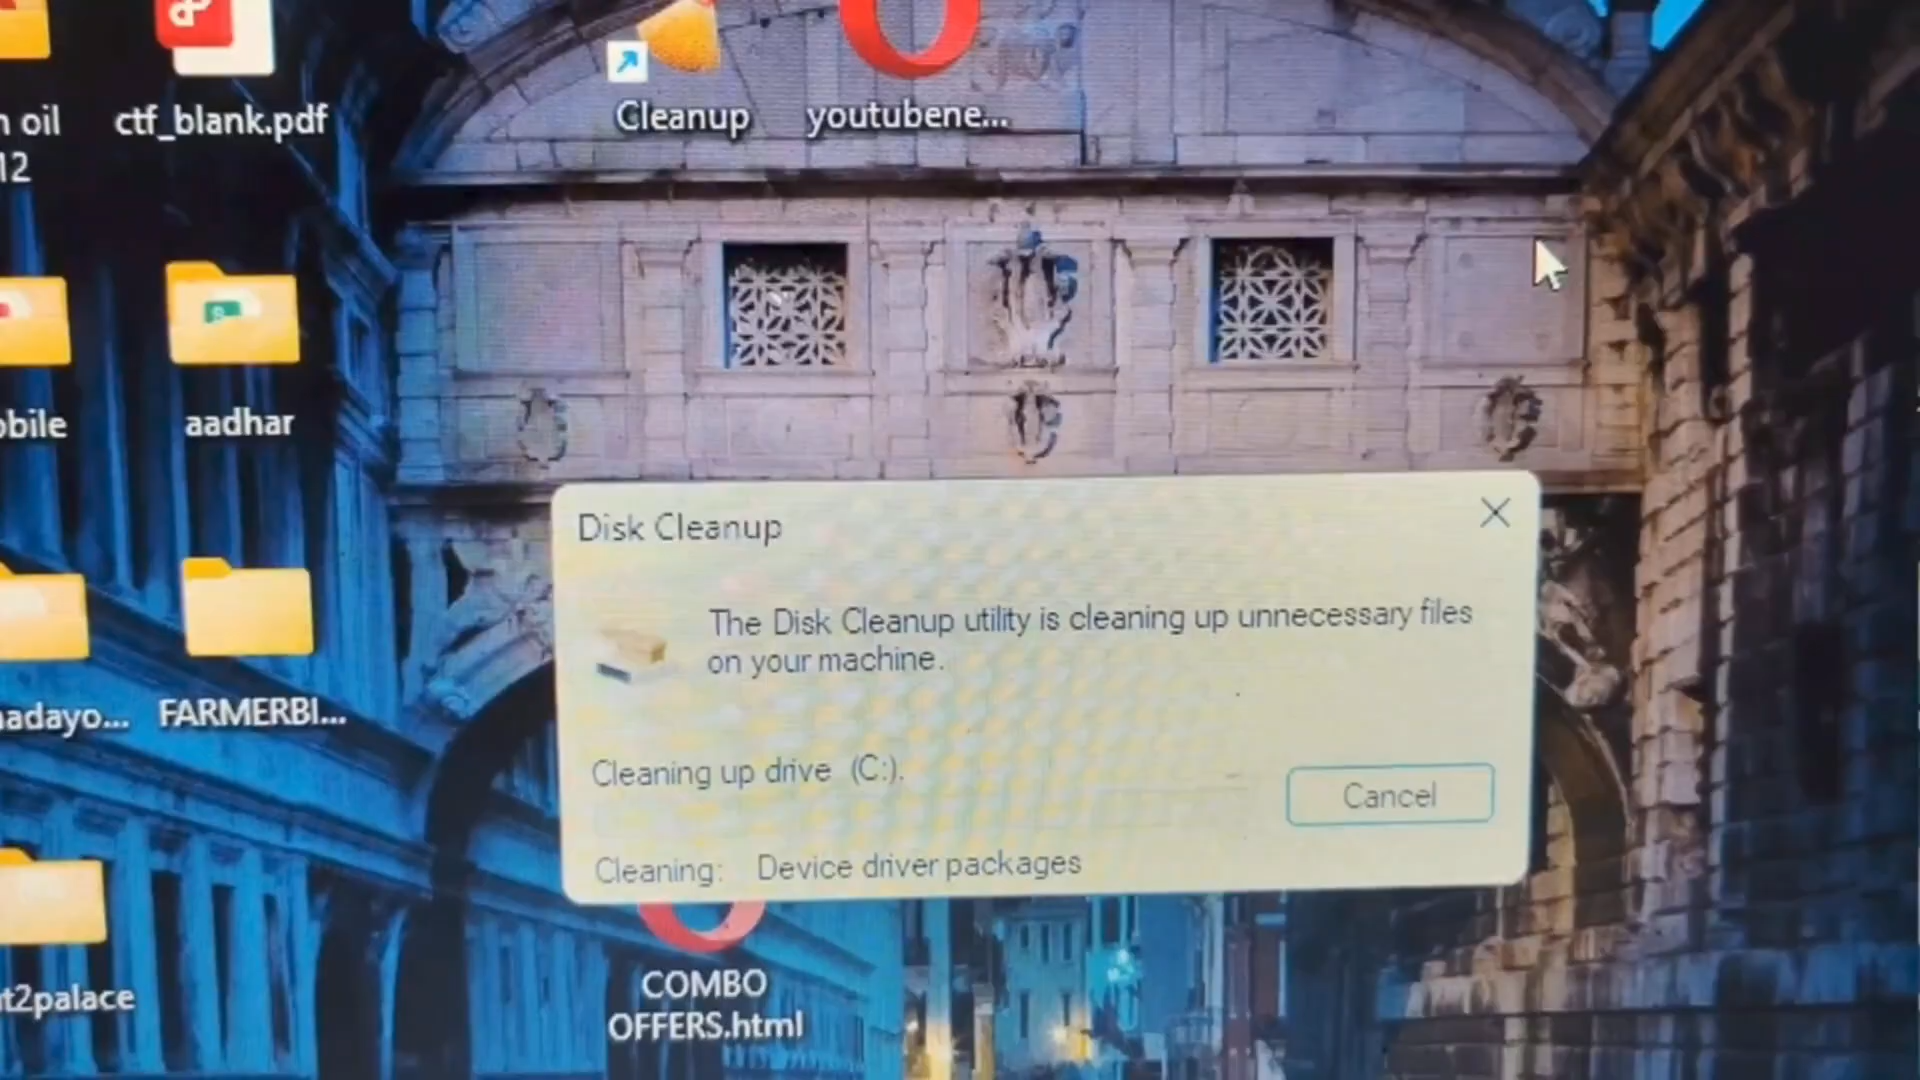 n oil
12
ctf_blank.pdf
Cleanup
youtubene...
obile
aadhar
Disk Cleanup
The Disk Cleanup utility is cleaning up unnecessary files
on your machine.
adayo...
FARMERBI...
Cleaning up drive (C:).
Cancel
Cleaning: Device driver packages
t2palace
COMBO
OFFERS.html